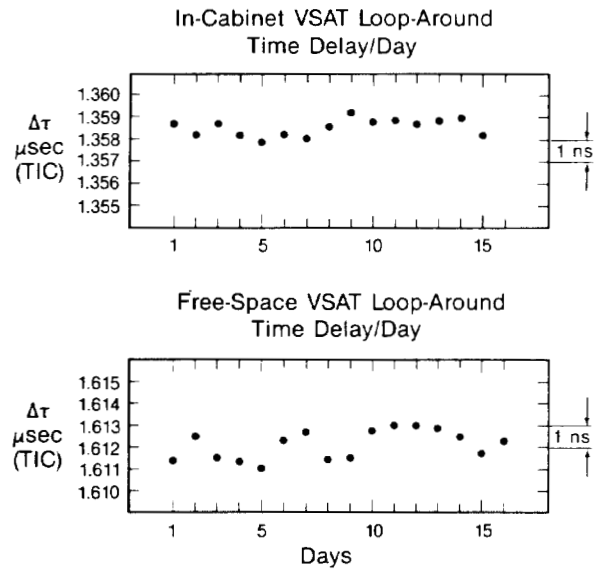 In-Cabinet VSAT Loop-Around
Time Delay/Day
1.360
1.359
1.358
1.357
1.356
1.355
Δτ
μsec
(TIC)
1 ns
1 5 10 15
Free-Space VSAT Loop-Around
Time Delay/Day
1.615
1.614
1.613
1.612
1.611
1.610
Δτ
μsec
(TIC)
1 ns
1 5 10 15
Days